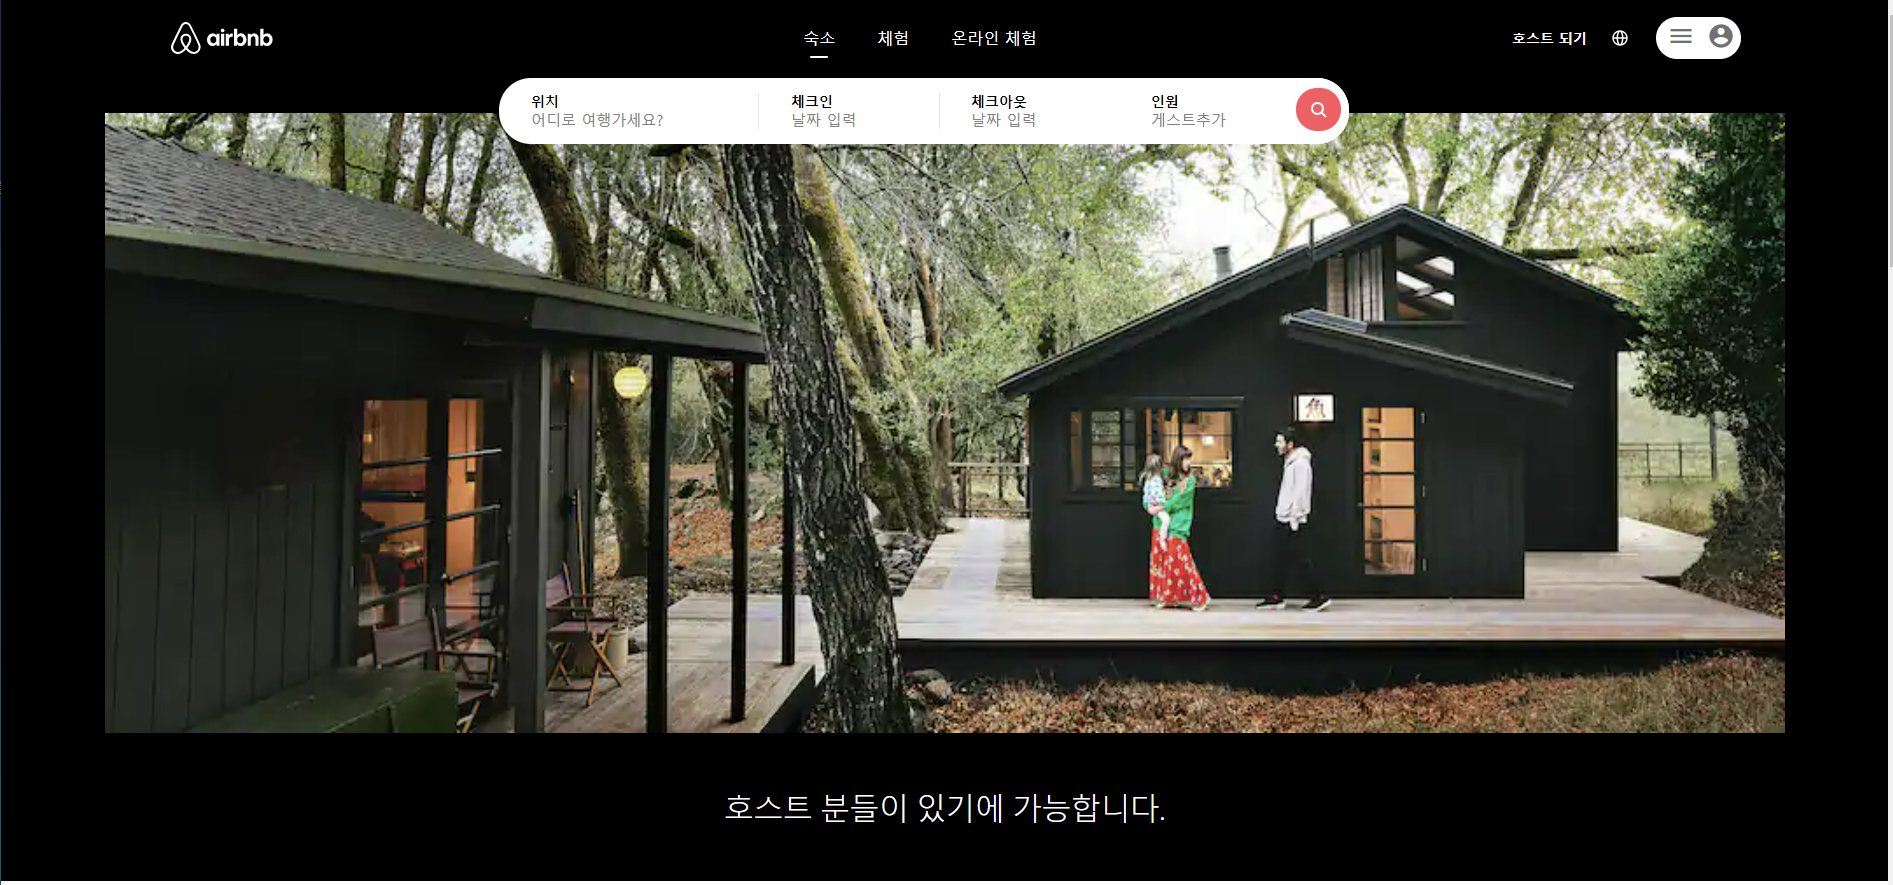 airbnb
숙소 체험 온라인 체험
호스트 되기
위치 체크인 체크아웃 인원
어디로 여행가세요? 날짜 입력 날짜 입력 게스트추가
魚
호스트 분들이 있기에 가능합니다.